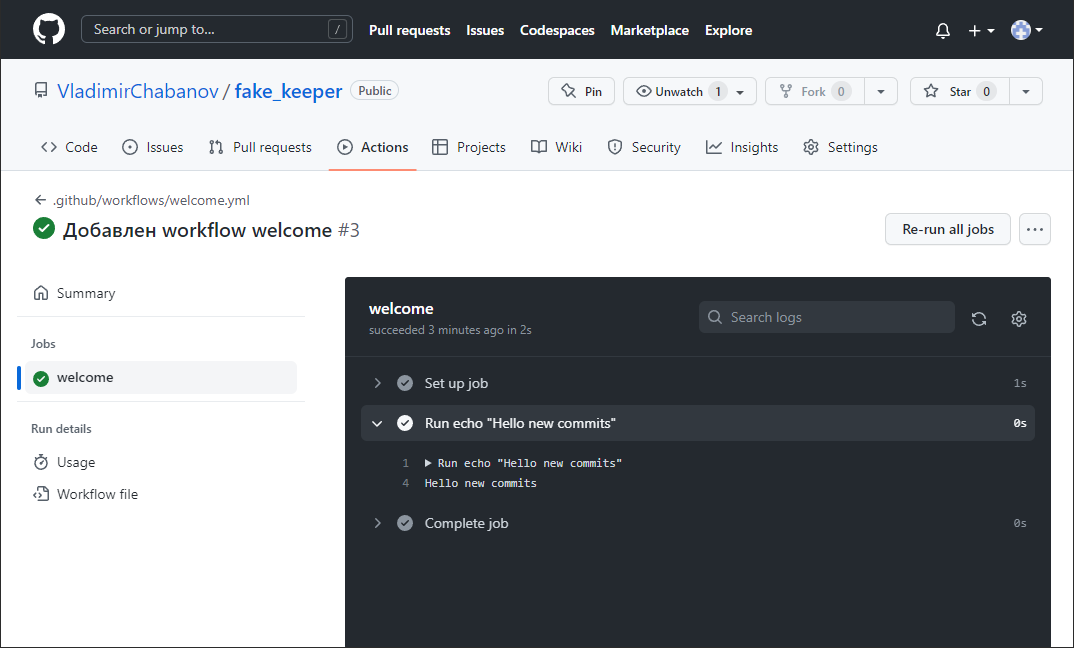 Search or jump to... / Pull requests Issues Codespaces Marketplace Explore
VladimirChabanov / fake_keeper Public Pin Unwatch 1 Fork 0 Star 0
Code Issues Pull requests Actions Projects Wiki Security Insights Settings
.github/workflows/welcome.yml
Добавлен workflow welcome #3 Re-run all jobs ...
Summary
Jobs
welcome
Run details
Usage
Workflow file
welcome Search logs
succeeded 3 minutes ago in 2s
Set up job 1s
Run echo "Hello new commits" 0s
1 Run echo "Hello new commits"
4 Hello new commits
Complete job 0s